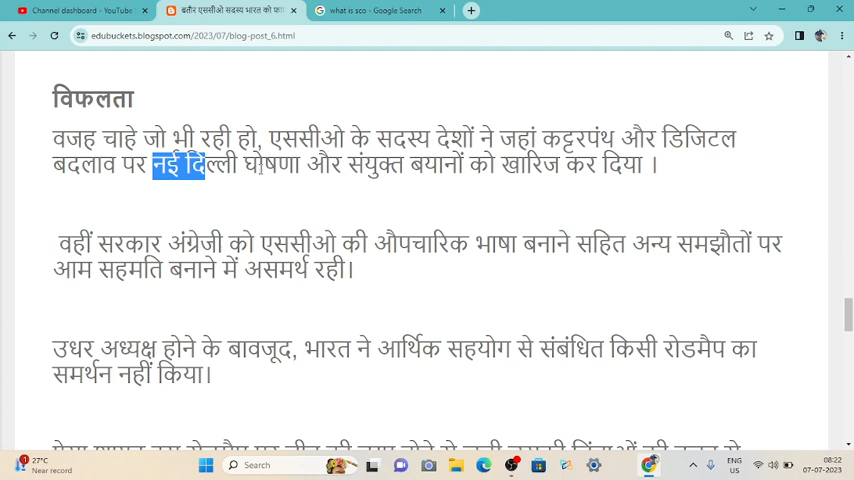 Channel dashboard - YouTube
बतौर एससीओ सदस्य भारत को
what is sco - Google Search
edubuckets.blogspot.com/2023/07/blog-post_6.html
विफलता
वजह चाहे जो भी रही हो, एससीओ के सदस्य देशों ने जहां कट्टरपंथ और डिजिटल
बदलाव पर नई दिल्ली घोषणा और संयुक्त बयानों को खारिज कर दिया ।
वहीं सरकार अंग्रेजी को एससीओ की औपचारिक भाषा बनाने सहित अन्य समझौतों पर
आम सहमति बनाने में असमर्थ रही।
उधर अध्यक्ष होने के बावजूद, भारत ने आर्थिक सहयोग से संबंधित किसी रोडमैप का
समर्थन नहीं किया।
27°C
Near record
Search
ENG
US
08:22
07-07-2023